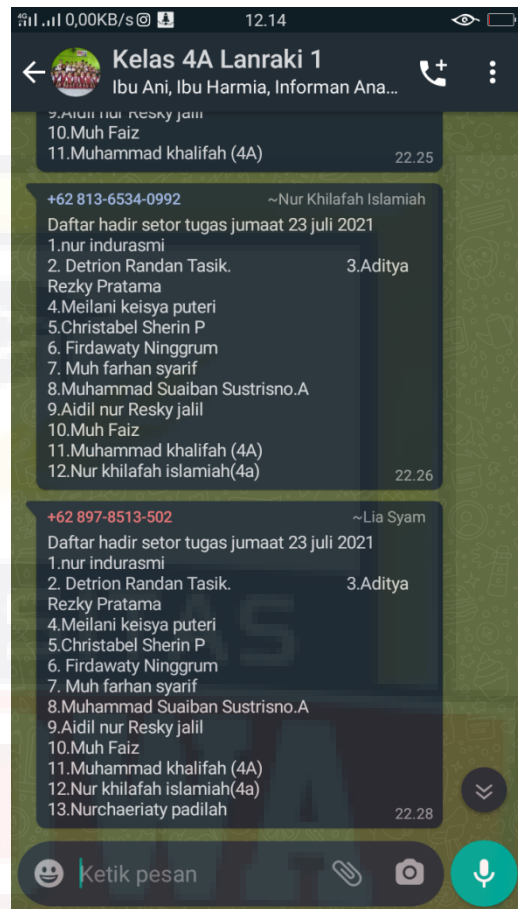 4G 0,00KB/s 12.14
Kelas 4A Lanraki 1
Ibu Ani, Ibu Harmia, Informan Ana...
9.Aidil nur Resky jalil
10.Muh Faiz
11.Muhammad khalifah (4A)
22.25
+62 813-6534-0992 ~Nur Khilafah Islamiah
Daftar hadir setor tugas jumaat 23 juli 2021
1.nur indurasmi
2. Detrion Randan Tasik. 3.Aditya
Rezky Pratama
4.Meilani keisya puteri
5.Christabel Sherin P
6. Firdawaty Ninggrum
7. Muh farhan syarif
8.Muhammad Suaiban Sustrisno.A
9.Aidil nur Resky jalil
10.Muh Faiz
11.Muhammad khalifah (4A)
12.Nur khilafah islamiah(4a)
22.26
+62 897-8513-502 ~Lia Syam
Daftar hadir setor tugas jumaat 23 juli 2021
1.nur indurasmi
2. Detrion Randan Tasik. 3.Aditya
Rezky Pratama
4.Meilani keisya puteri
5.Christabel Sherin P
6. Firdawaty Ninggrum
7. Muh farhan syarif
8.Muhammad Suaiban Sustrisno.A
9.Aidil nur Resky jalil
10.Muh Faiz
11.Muhammad khalifah (4A)
12.Nur khilafah islamiah(4a)
13.Nurchaeriaty padilah
22.28
Ketik pesan